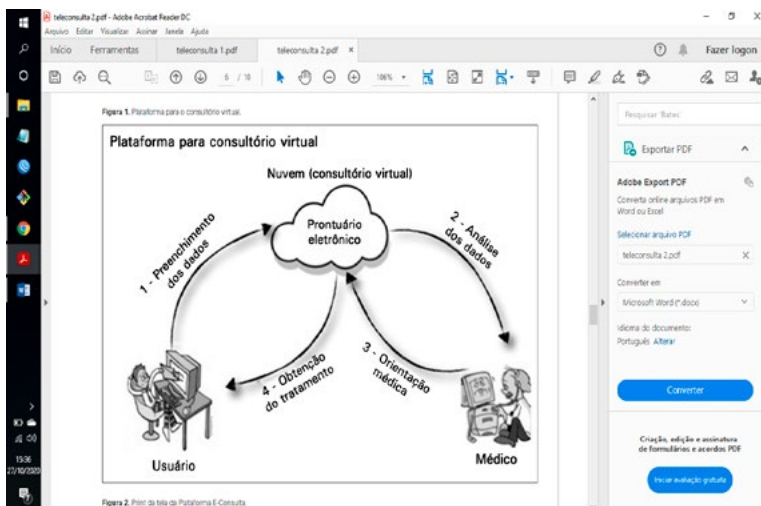 teleconsulta 2.pdf - Adobe Acrobat Reader DC
Arquivo Editar Visualizar Assinar Janela Ajuda
Início Ferramentas teleconsulta 1.pdf teleconsulta 2.pdf × Fazer logon
6 / 10 106%
Figura 1. Plataforma para o consultório virtual.
Plataforma para consultório virtual
Nuvem (consultório virtual)
Prontuário
eletrônico
1 - Preenchimento
dos dados
2 - Análise
dos dados
3 - Orientação
médica
4 - Obtenção
do tratamento
Usuário
Médico
Figura 2. Print da tela da Plataforma E-Consulta.
Exportar PDF
Adobe Export PDF
Converta online arquivos PDF em
Word ou Excel
Selecionar arquivo PDF
teleconsulta 2.pdf X
Converter em
Microsoft Word (*.docx)
Idioma do documento:
Português Alterar
Converter
Criação, edição e assinatura
de formulários e acordos PDF
Iniciar avaliação gratuita
15:36
27/10/2020